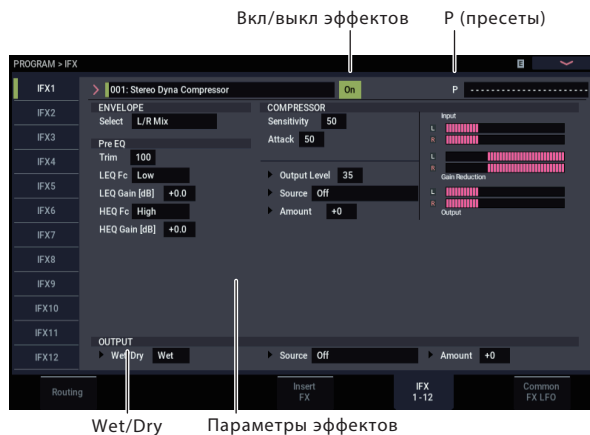 Вкл/выкл эффектов P (пресеты)
PROGRAM > IFX E
IFX1 001: Stereo Dyna Compressor On P ----------------------
IFX2 ENVELOPE COMPRESSOR Input
Select L/R Mix Sensitivity 50 L
IFX3 Pre EQ Attack 50 R
IFX4 Trim 100 L
LEQ Fc Low Output Level 35 R
Gain Reduction
IFX5 LEQ Gain [dB] +0.0 Source Off L
IFX6 HEQ Fc High Amount +0 R
Output
IFX7 HEQ Gain [dB] +0.0
IFX8
IFX9
IFX10
IFX11
OUTPUT
IFX12 Wet/Dry Wet Source Off Amount +0
Routing Insert FX IFX 1-12 Common FX LFO
Wet/Dry Параметры эффектов